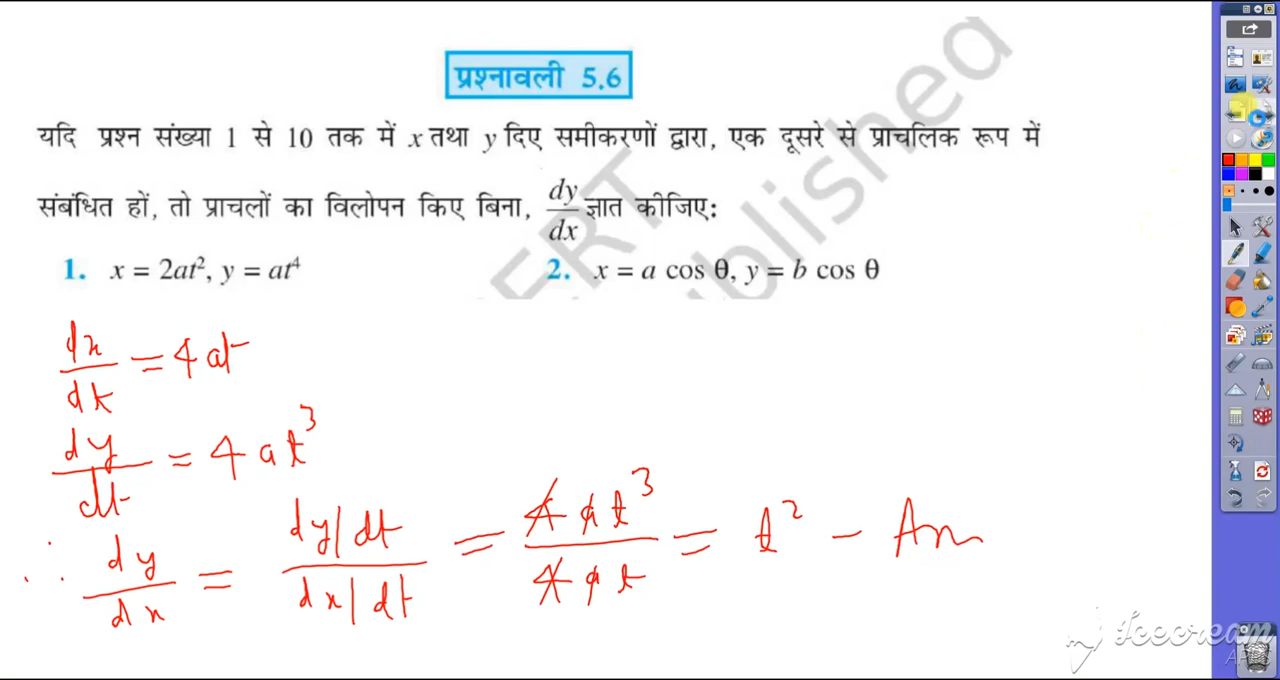 प्रश्नावली 5.6
यदि प्रश्न संख्या 1 से 10 तक में x तथा y दिए समीकरणों द्वारा, एक दूसरे से प्राचलिक रूप में
संबंधित हों, तो प्राचलों का विलोपन किए बिना, dy/dx ज्ञात कीजिए:
1. x = 2at², y = at⁴ 2. x = a cos θ, y = b cos θ
dx/dt = 4at
dy/dt = 4at³
∴ dy/dx = dy/dt / dx/dt = 4at³/4at = t² – Ans
Icecream
APPS